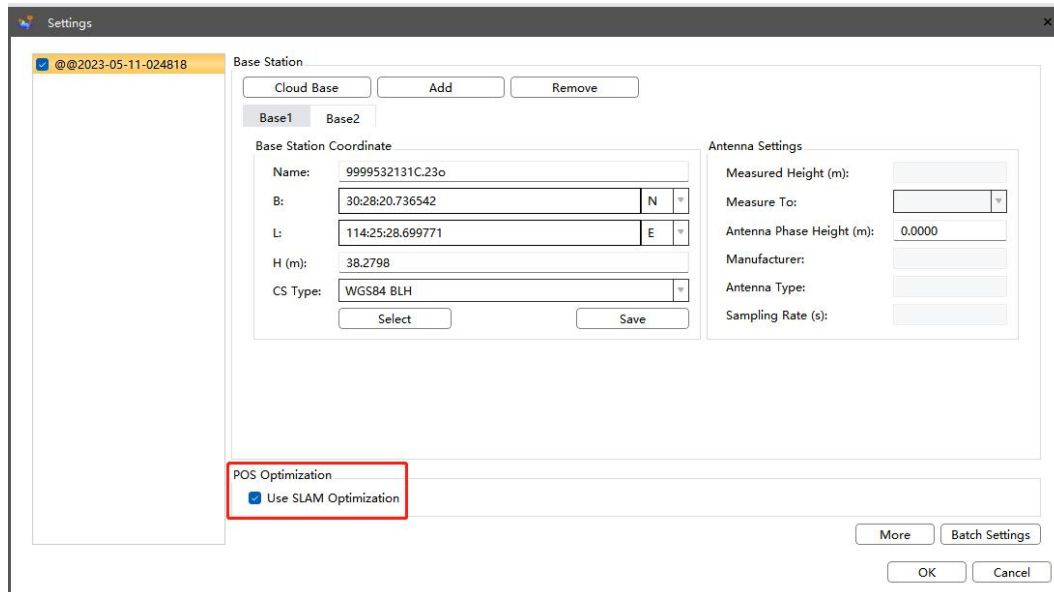 Settings
@@2023-05-11-024818
Base Station
Cloud Base Add Remove
Base1 Base2
Base Station Coordinate
Name: 9999532131C.23o
B: 30:28:20.736542 N
L: 114:25:28.699771 E
H (m): 38.2798
CS Type: WGS84 BLH
Select Save
Antenna Settings
Measured Height (m):
Measure To:
Antenna Phase Height (m): 0.0000
Manufacturer:
Antenna Type:
Sampling Rate (s):
POS Optimization
Use SLAM Optimization
More Batch Settings
OK Cancel